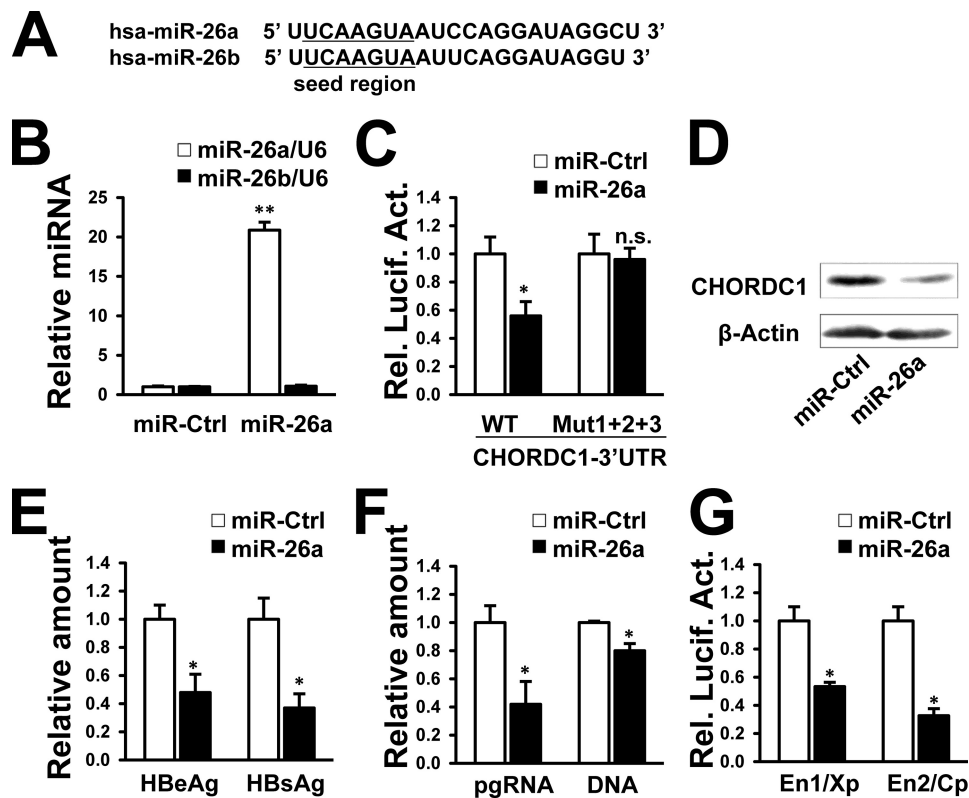 A
hsa-miR-26a 5’ UUCAAGUAAUCCAGGAUAGGCU 3’
hsa-miR-26b 5’ UUCAAGUAAUUCAGGAUAGGU 3’
seed region
B
miR-26a/U6
miR-26b/U6
Relative miRNA
25
20
15
10
5
0
**
miR-Ctrl miR-26a
C
miR-Ctrl
miR-26a
Rel. Lucif. Act.
1.4
1.2
1.0
0.8
0.6
0.4
0.2
0.0
*
n.s.
WT Mut1+2+3
CHORDC1-3’UTR
D
CHORDC1
β-Actin
miR-Ctrl
miR-26a
E
miR-Ctrl
miR-26a
Relative amount
1.4
1.2
1.0
0.8
0.6
0.4
0.2
0.0
*
*
HBeAg HBsAg
F
miR-Ctrl
miR-26a
Relative amount
1.4
1.2
1.0
0.8
0.6
0.4
0.2
0.0
*
*
pgRNA DNA
G
miR-Ctrl
miR-26a
Rel. Lucif. Act.
1.4
1.2
1.0
0.8
0.6
0.4
0.2
0.0
*
*
En1/Xp En2/Cp